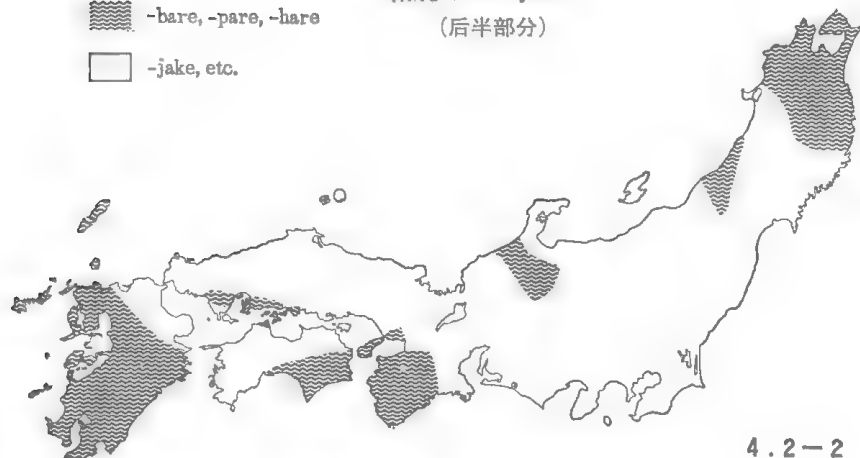 -bare, -pare, -hare
(后半部分)
-jake, etc.
4.2—2